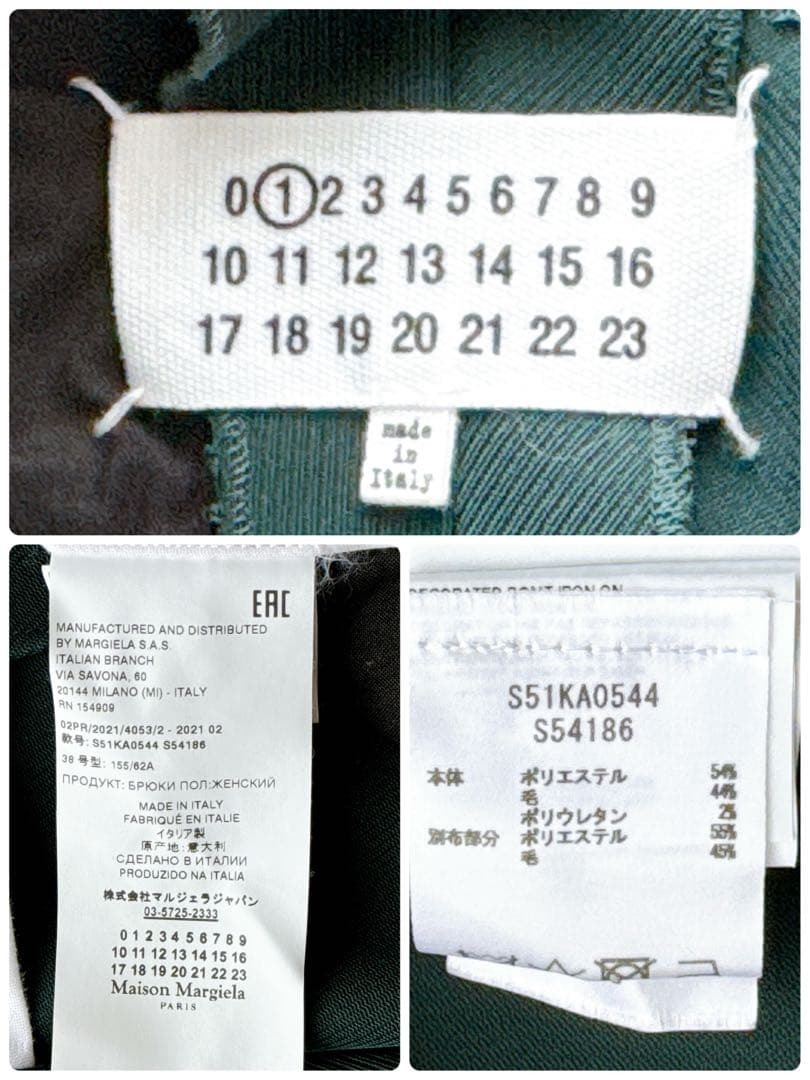 0 1 2 3 4 5 6 7 8 9
10 11 12 13 14 15 16
17 18 19 20 21 22 23
made
in
Italy
EAC
MANUFACTURED AND DISTRIBUTED
BY MARGIELA S.A.S.
ITALIAN BRANCH
VIA SAVONA, 60
20144 MILANO (MI) - ITALY
RN 154909
02PR/2021/4053/2 - 2021 02
款号: S51KA0544 S54186
38 号型: 155/62A
ПРОДУКТ: БРЮКИ ПОЛ:ЖЕНСКИЙ
MADE IN ITALY
FABRIQUÉ EN ITALIE
イタリア製
原产地:意大利
СДЕЛАНО В ИТАЛИИ
PRODUZIDO NA ITALIA
株式会社マルジェラジャパン
03-5725-2333
0 1 2 3 4 5 6 7 8 9
10 11 12 13 14 15 16
17 18 19 20 21 22 23
Maison Margiela
PARIS
DECORATED DON'T IRON ON
S51KA0544
S54186
本体 ポリエステル 54%
毛 44%
ポリウレタン 2%
別布部分 ポリエステル 55%
毛 45%